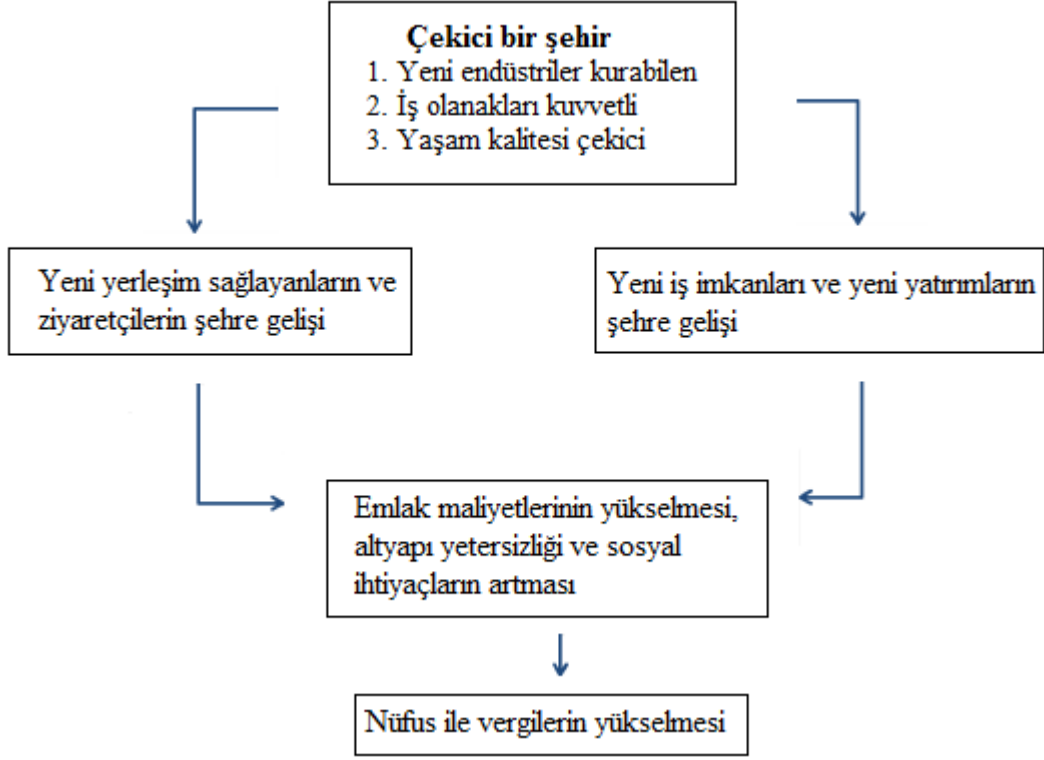 Çekici bir şehir
1. Yeni endüstriler kurabilen
2. İş olanakları kuvvetli
3. Yaşam kalitesi çekici
Yeni yerleşim sağlayanların ve
ziyaretçilerin şehre gelişi
Yeni iş imkanları ve yeni yatırımların
şehre gelişi
Emlak maliyetlerinin yükselmesi,
altyapı yetersizliği ve sosyal
ihtiyaçların artması
Nüfus ile vergilerin yükselmesi